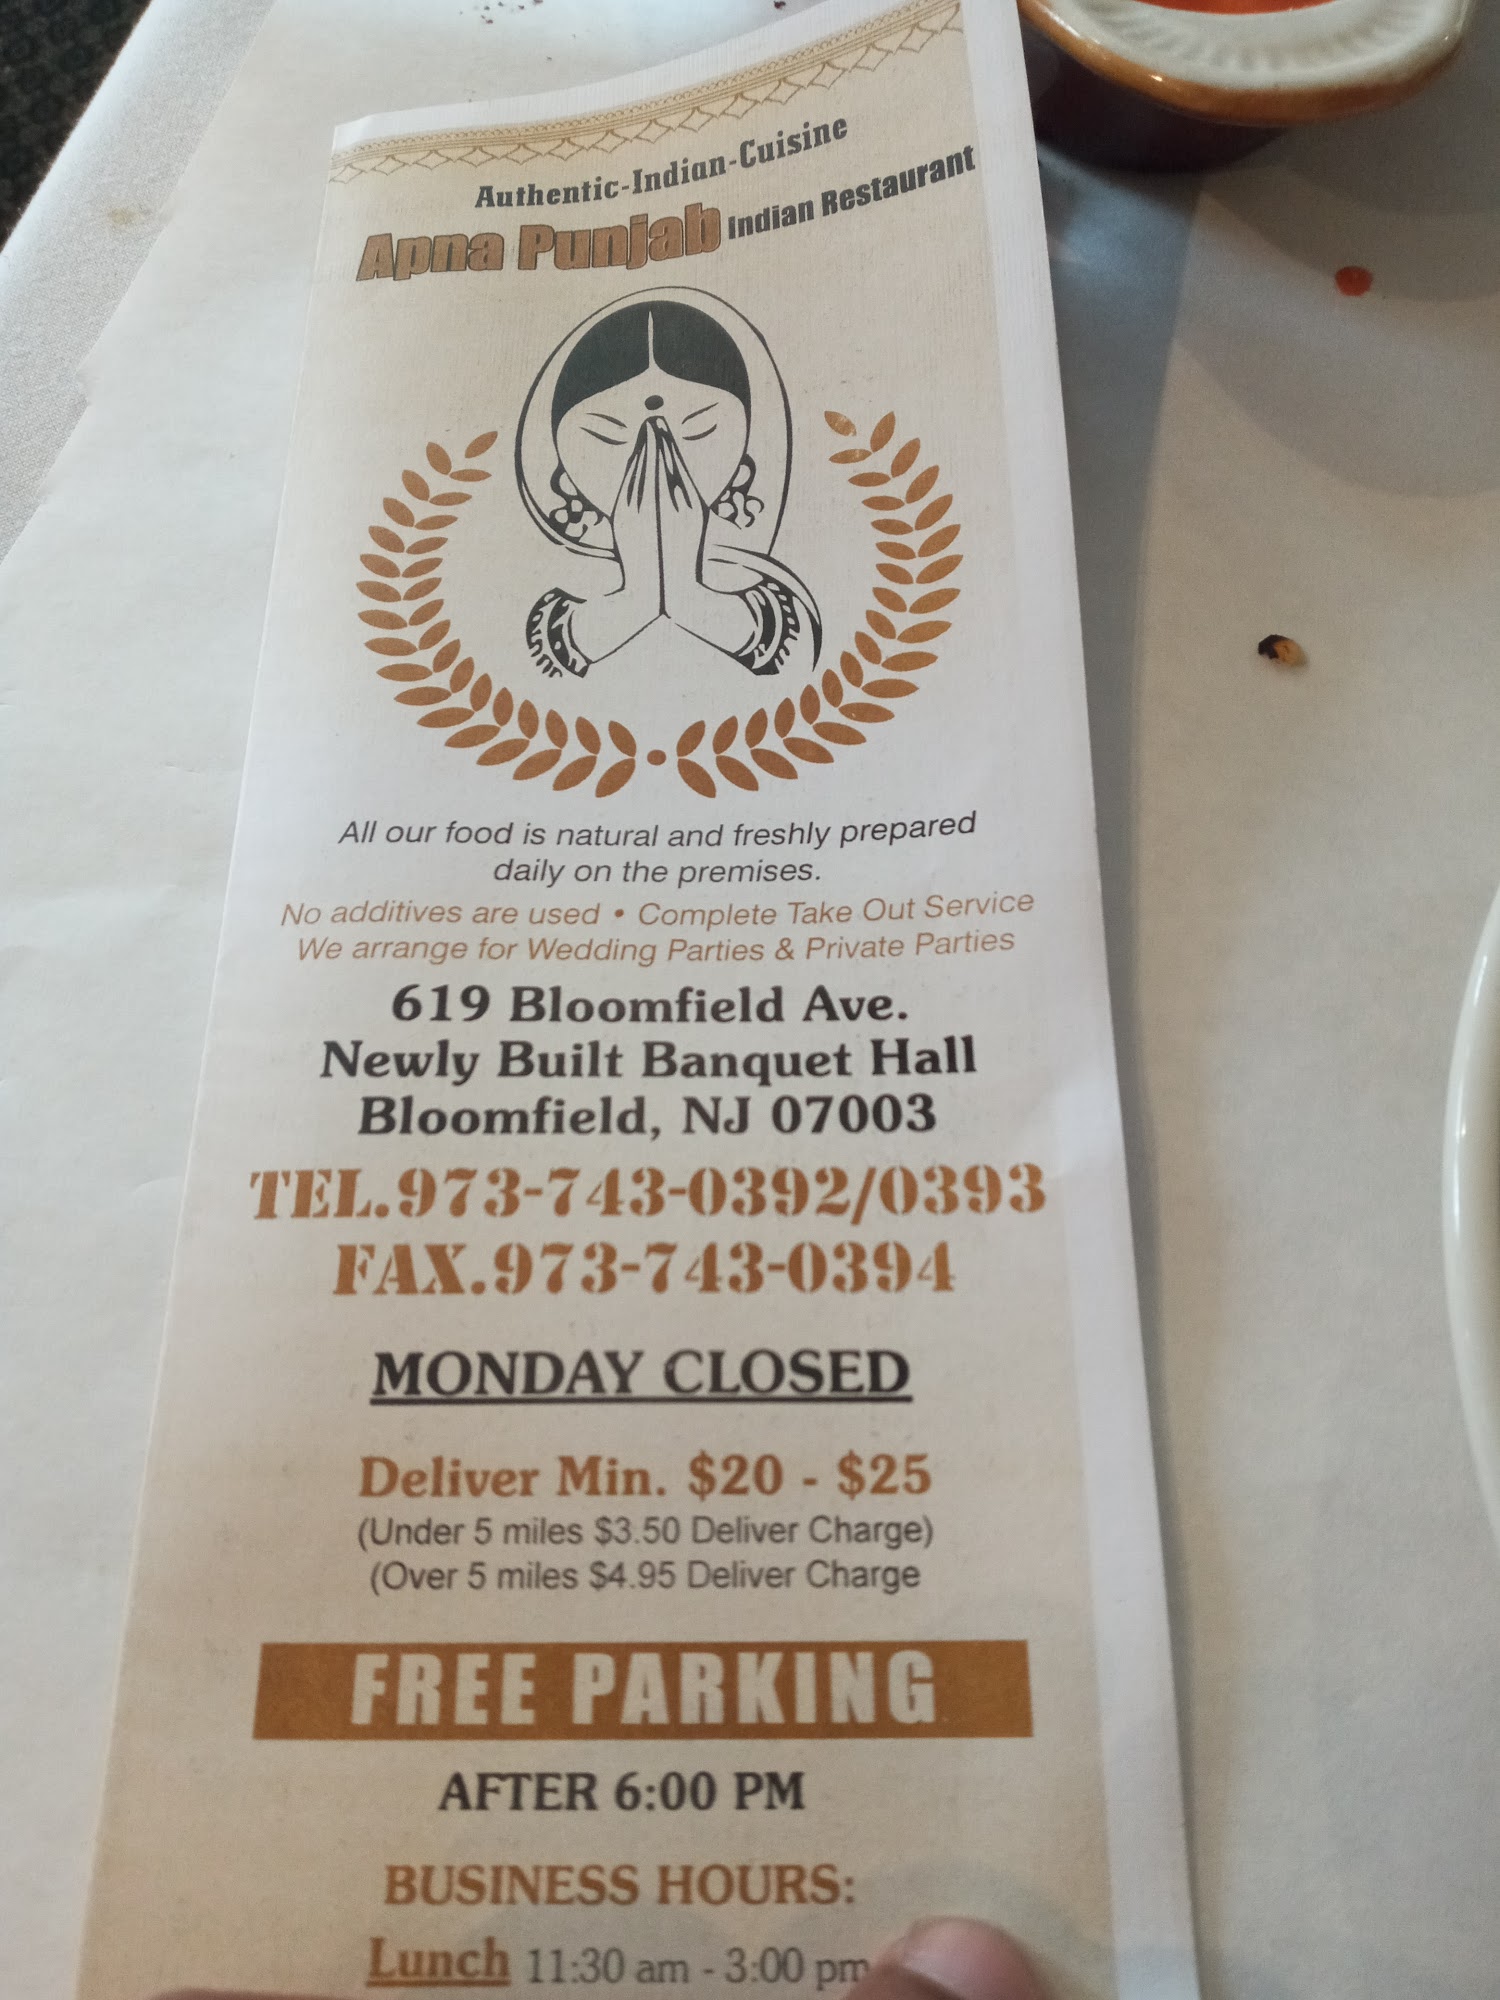 Authentic-Indian-Cuisine
Apna Punjab Indian Restaurant
All our food is natural and freshly prepared
daily on the premises.
No additives are used • Complete Take Out Service
We arrange for Wedding Parties & Private Parties
619 Bloomfield Ave.
Newly Built Banquet Hall
Bloomfield, NJ 07003
TEL.973-743-0392/0393
FAX.973-743-0394
MONDAY CLOSED
Deliver Min. $20 - $25
(Under 5 miles $3.50 Deliver Charge)
(Over 5 miles $4.95 Deliver Charge
FREE PARKING
AFTER 6:00 PM
BUSINESS HOURS:
Lunch 11:30 am - 3:00 pm